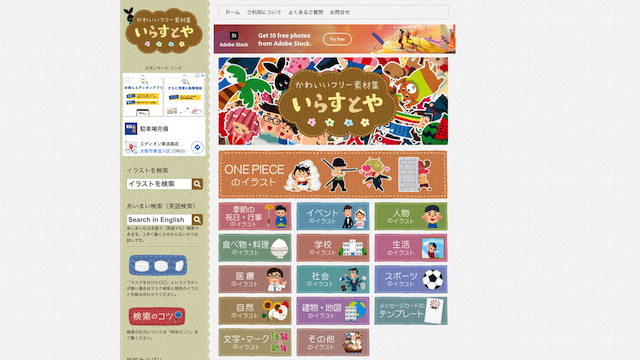 かわいいフリー素材集
いらすとや
スポンサード リンク
EDION
駐車場完備
エディオン東淀店
イラストを検索
イラストを検索
あいまい検索（英語検索）
Search in English
検索のコツ
ホーム ご利用について よくあるご質問 お問合せ
St
Adobe Stock
Get 10 free photos
from Adobe Stock.
Try free
かわいいフリー素材集
いらすとや
ONE PIECE
のイラスト
季節の
祝日・行事
のイラスト
イベント
のイラスト
人物
のイラスト
食べ物・料理
のイラスト
学校
のイラスト
生活
のイラスト
医療
のイラスト
社会
のイラスト
スポーツ
のイラスト
自然
のイラスト
建物・地図
のイラスト
メッセージカードの
テンプレート
文字・マーク
のイラスト
その他
のイラスト